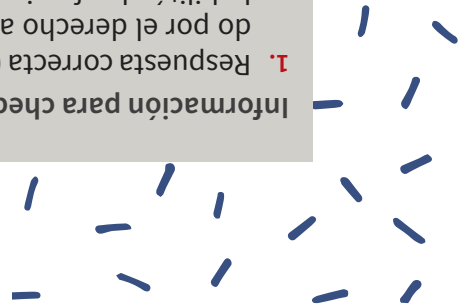 Información para
1. Respuesta correcta
do por el derecho a